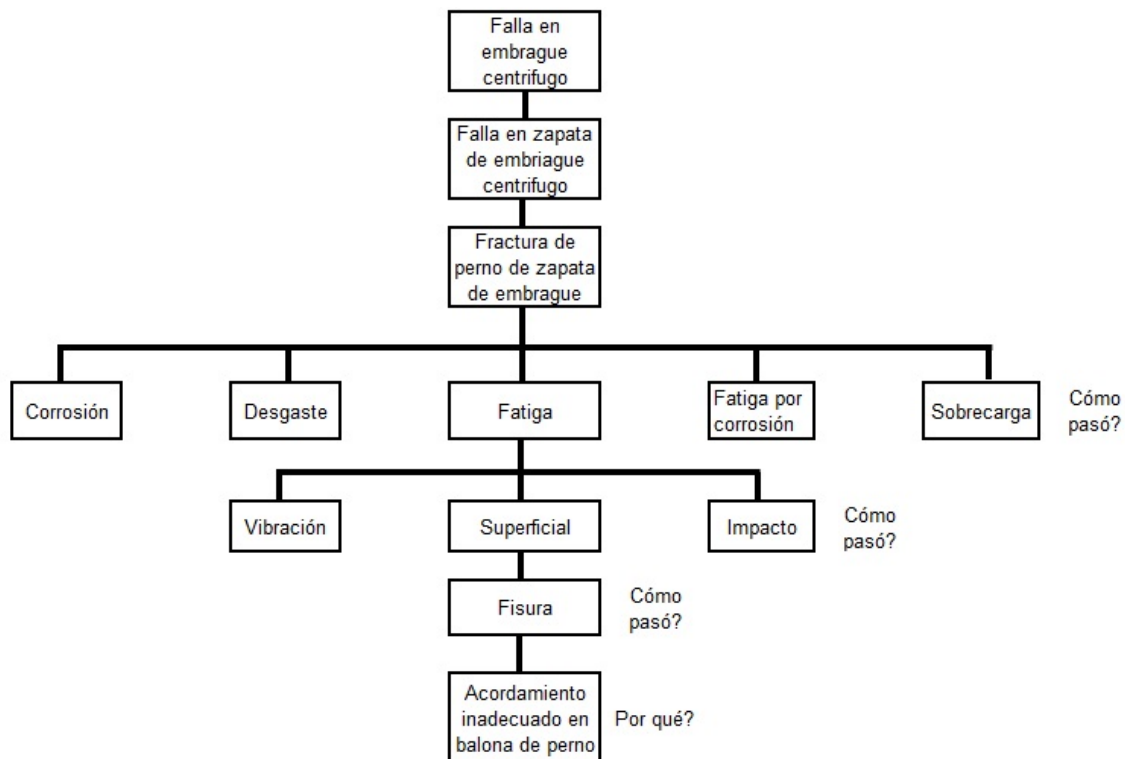 Falla en
embrague
centrifugo
Falla en zapata
de embriague
centrifugo
Fractura de
perno de zapata
de embrague
Corrosión
Desgaste
Fatiga
Fatiga por
corrosión
Sobrecarga
Cómo
pasó?
Vibración
Superficial
Impacto
Cómo
pasó?
Fisura
Cómo
pasó?
Acordamiento
inadecuado en
balona de perno
Por qué?